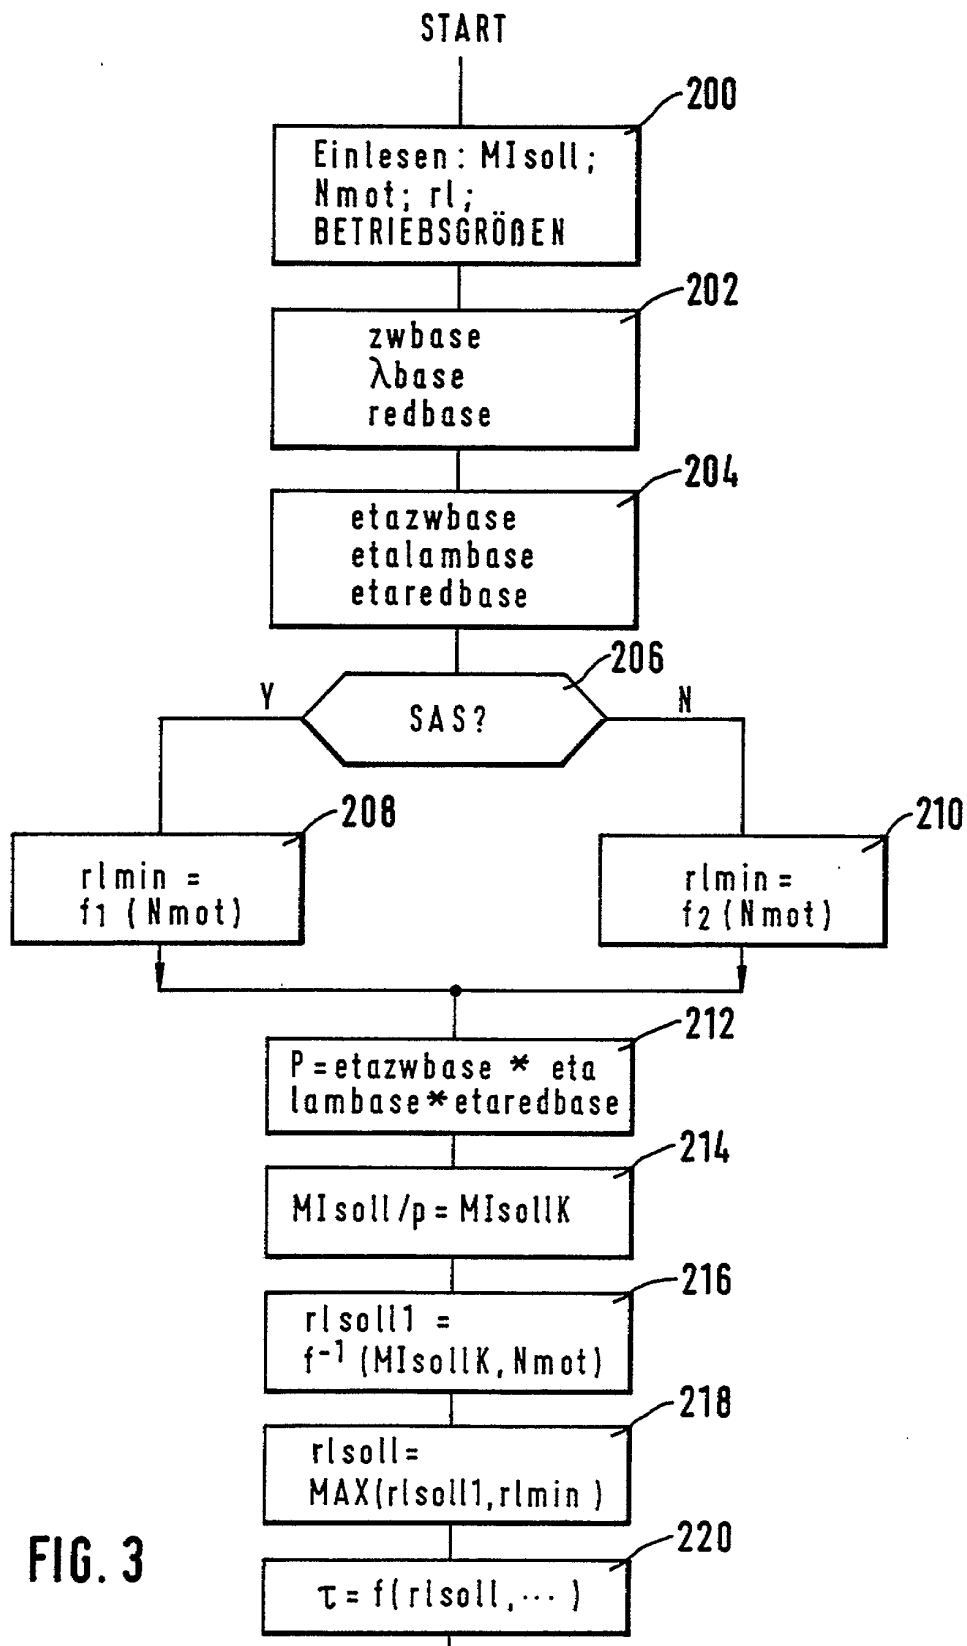 START
200
Einlesen: MIsoll;
Nmot; rl;
BETRIEBSGRÖßEN
202
zwbase
λbase
redbase
204
etazwbase
etalambase
etaredbase
206
Y
SAS?
N
208
rlmin =
f1 (Nmot)
210
rlmin =
f2 (Nmot)
212
P = etazwbase * eta
lambase * etaredbase
214
MIsoll/p = MIsollK
216
rlsoll1 =
f⁻¹ (MIsollK, Nmot)
218
rlsoll =
MAX(rlsoll1, rlmin )
220
τ = f(rlsoll, ··· )
FIG. 3